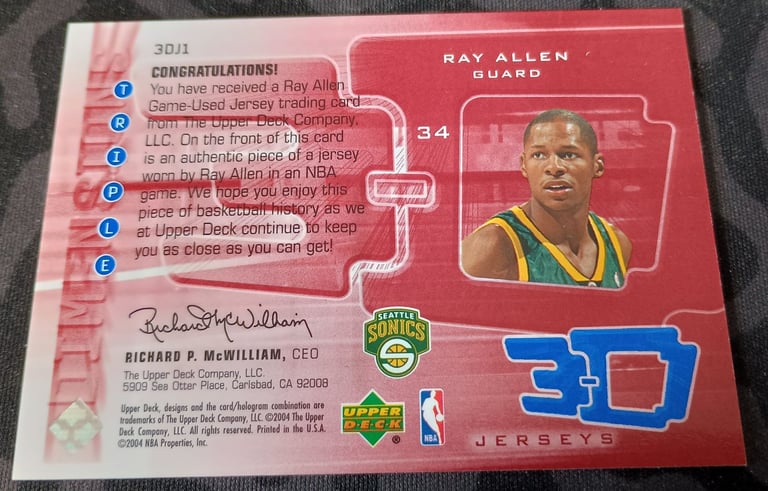 3DJ1
CONGRATULATIONS!
You have received a Ray Allen
Game-Used Jersey trading card
from The Upper Deck Company,
LLC. On the front of this card
is an authentic piece of a jersey
worn by Ray Allen in an NBA
game. We hope you enjoy this
piece of basketball history as we
at Upper Deck continue to keep
you as close as you can get!
TRIPLE
DIMENSIONS
Richard P. McWilliam
RICHARD P. McWILLIAM, CEO
The Upper Deck Company, LLC.
5909 Sea Otter Place, Carlsbad, CA 92008
Upper Deck, designs and the card/hologram combination are
trademarks of The Upper Deck Company, LLC. ©2004 The Upper
Deck Company, LLC. All rights reserved. Printed in the U.S.A.
©2004 NBA Properties, Inc.
RAY ALLEN
GUARD
34
SEATTLE
SONICS
UPPER
DECK
®
NBA
3-D
JERSEYS